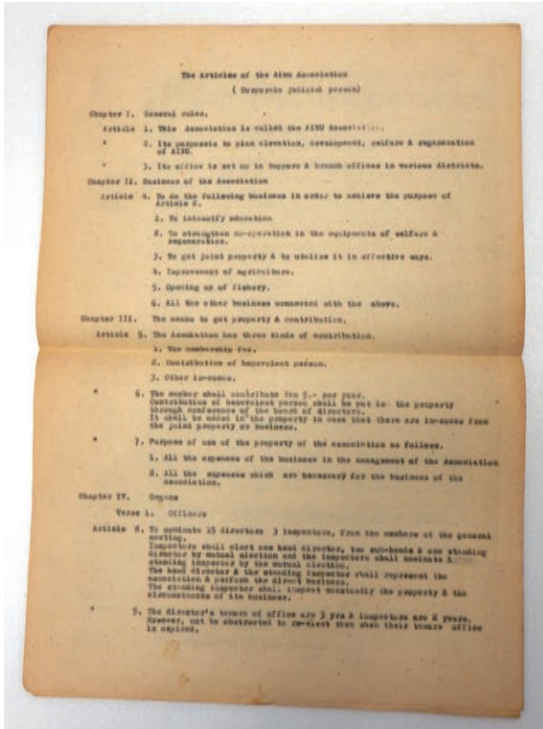 The Articles of the Ainu Association
( Corporate judicial person)
Chapter I. General rules.
Article 1. This Association is called the AINU Association.
" 2. Its purposeis to plan elevation, development, welfare & regeneration
of AINU.
" 3. Its office is set up in Sapporo & branch offices in various districts.
Chapter II. Business of the Association
Article 4. To do the following business in order to achieve the purpose of
Article 2.
1. To intensify education
2. To strengthen co-operation in the equipments of welfare &
regeneration.
3. To get joint property & to utalize it in effective ways.
4. Improvement of agriculture.
5. Opening up of fishery.
6. All the other business connected with the above.
Chapter III. The means to get property & contribution.
Article 5. The Association has three kinds of contribution.
1. The membership fee.
2. Contribution of benevolent person.
3. Other in-comes.
" 6. The member shall contribute Yen 5.- per year.
Contribution of benevolent person shall be put in the property
through conference of the board of directors.
It shall be added in the property in case that there are in-comes from
the joint property or business.
" 7. Purpose of use of the property of the association as follows.
1. All the expenses of the business in the management of the Association
2. All the expenses which are necessary for the business of the
association.
Chapter IV. Organs
Verse 1. Officers
Article 8. To nominate 15 directors 3 inspectors, from the members at the general
meeting.
Inspectors shall elect one head director, two sub-heads & one standing
director by mutual election and the inspectors shall nominate
standing inspector by the mutual election.
The head director & the standing inspector shall represent the
association & perform the direct business.
The standing inspector shall inspect constantly the property & the
circumstances of its business.
" 9. The director's tenure of office are 3 yrs & inspectors are 2 years.
However, not be obstructed to re-elect them when their tenure office
is expired.